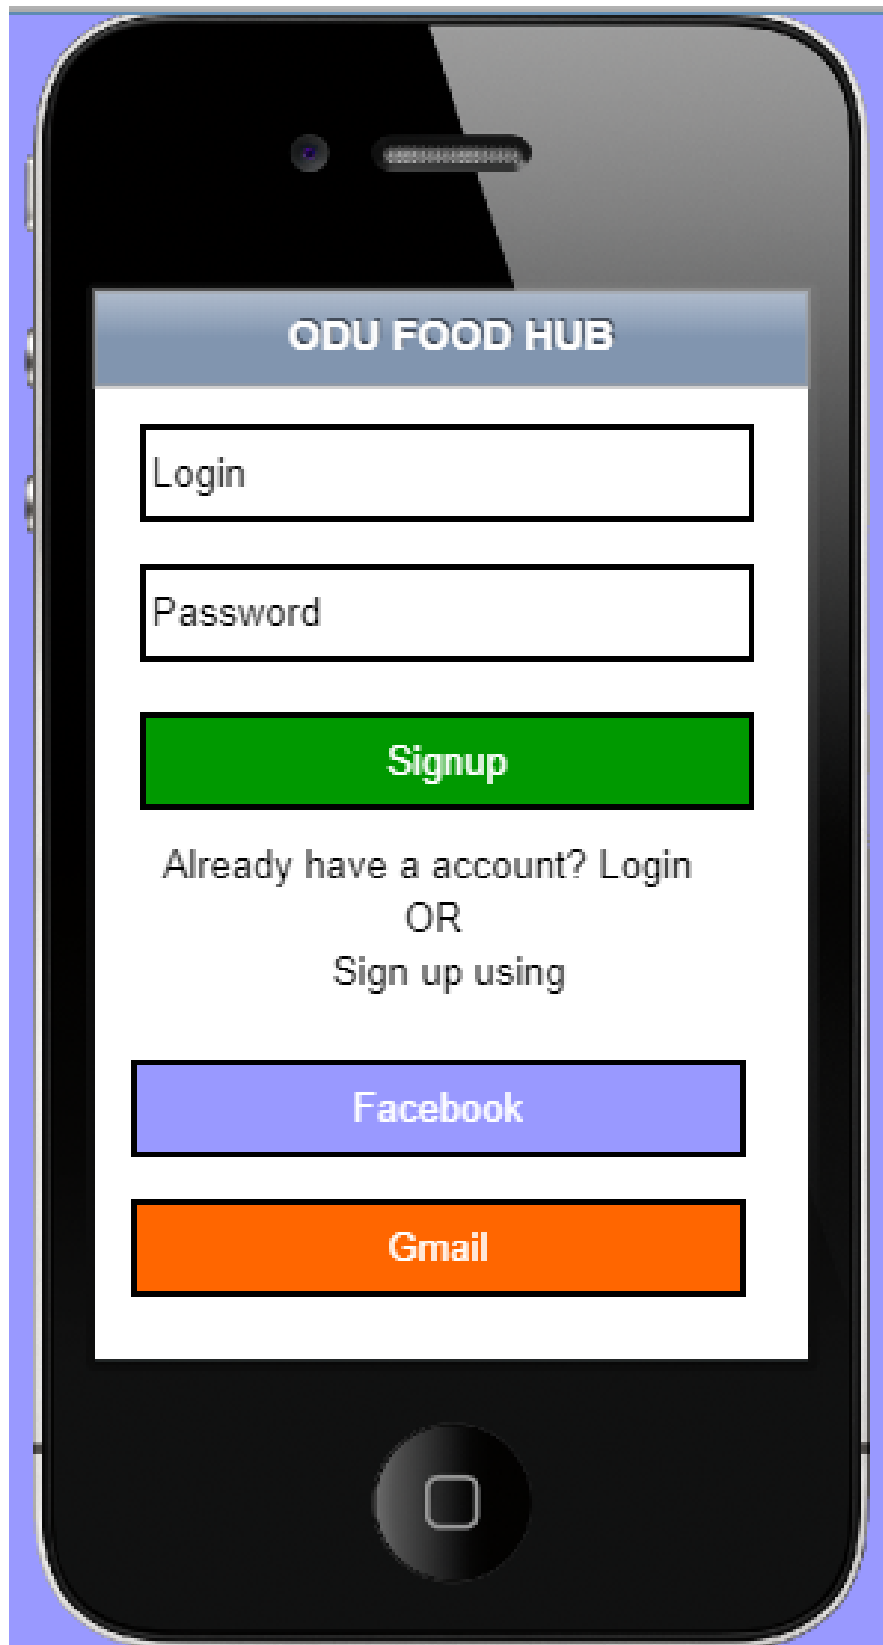 ODU FOOD HUB
Login
Password
Signup
Already have a account? Login
OR
Sign up using
Facebook
Gmail